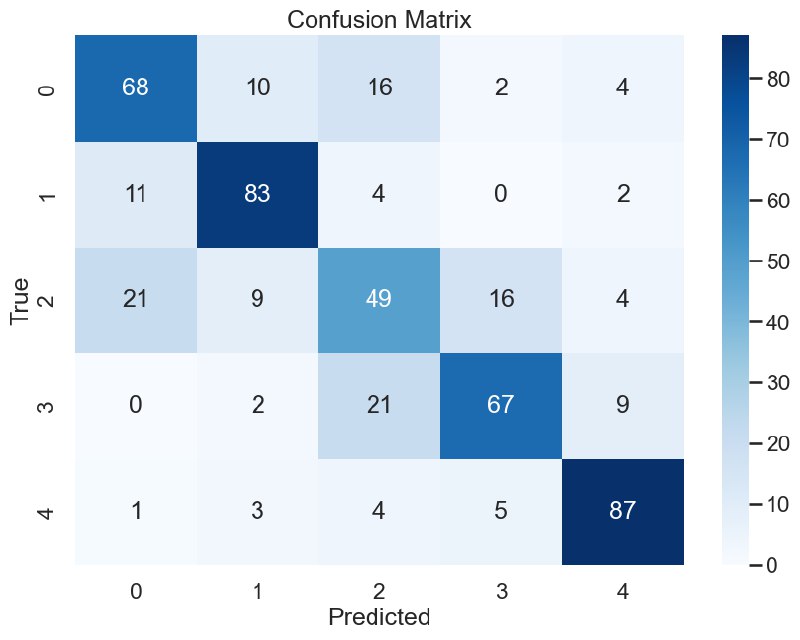 Confusion Matrix
0 68 10 16 2 4
1 11 83 4 0 2
2 21 9 49 16 4
3 0 2 21 67 9
4 1 3 4 5 87
0 1 2 3 4
Predicted
True
80
70
60
50
40
30
20
10
0